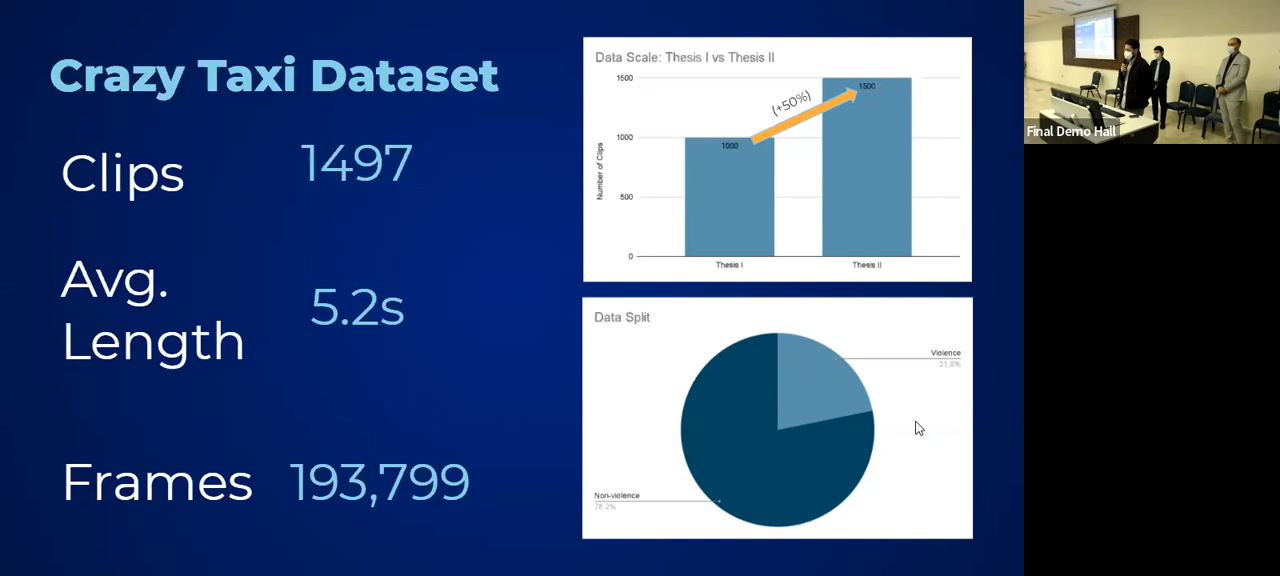 Crazy Taxi Dataset
Clips 1497
Avg.
Length 5.2s
Frames 193,799
Data Scale: Thesis I vs Thesis II
1500
1000
500
0
Number of Clips
(+50%)
1000
1500
Thesis I
Thesis II
Data Split
Violence
21.8%
Non-violence
78.2%
Final Demo Hall